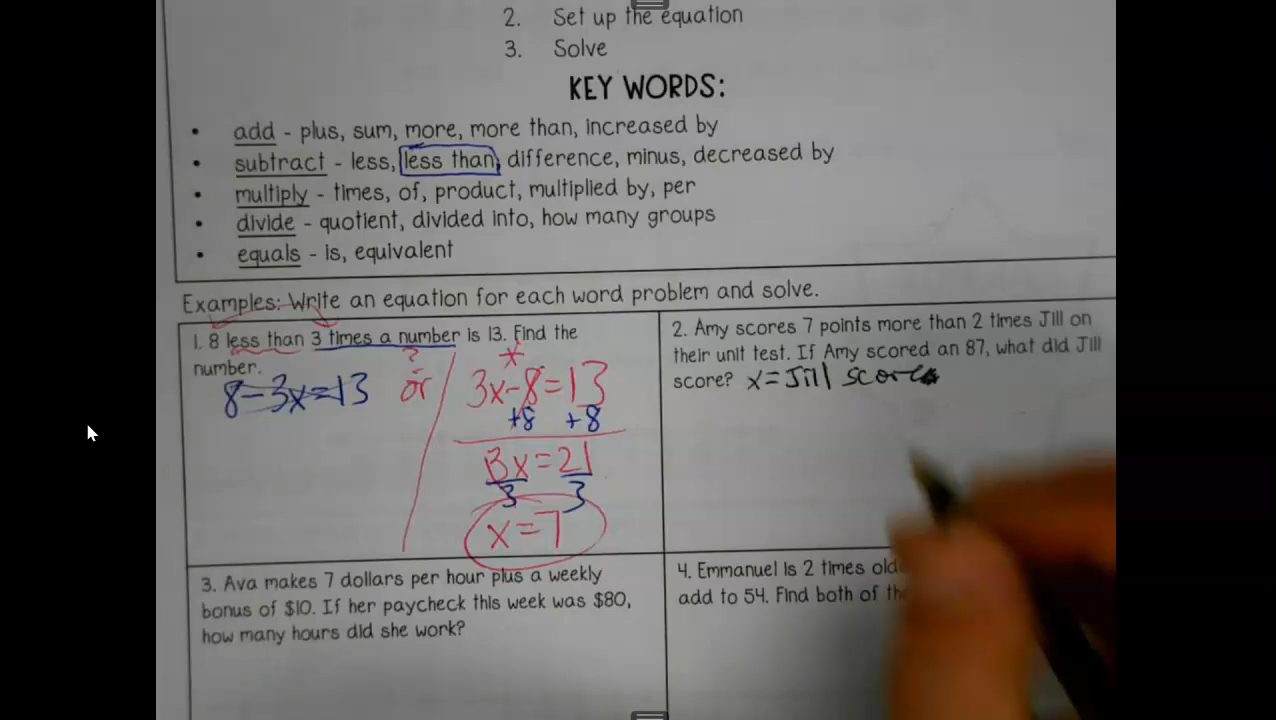 2. Set up the equation
3. Solve
KEY WORDS:
• add - plus, sum, more, more than, increased by
• subtract - less, less than, difference, minus, decreased by
• multiply - times, of, product, multiplied by, per
• divide - quotient, divided into, how many groups
• equals - is, equivalent
Examples: Write an equation for each word problem and solve.
1. 8 less than 3 times a number is 13. Find the
number.
8-3x=13 or
?
*
3x-8=13
+8 +8
3x=21
3 3
x=7
2. Amy scores 7 points more than 2 times Jill on
their unit test. If Amy scored an 87, what did Jill
score? x=Jill score
3. Ava makes 7 dollars per hour plus a weekly
bonus of $10. If her paycheck this week was $80,
how many hours did she work?
4. Emmanuel is 2 times
add to 54. Find both of